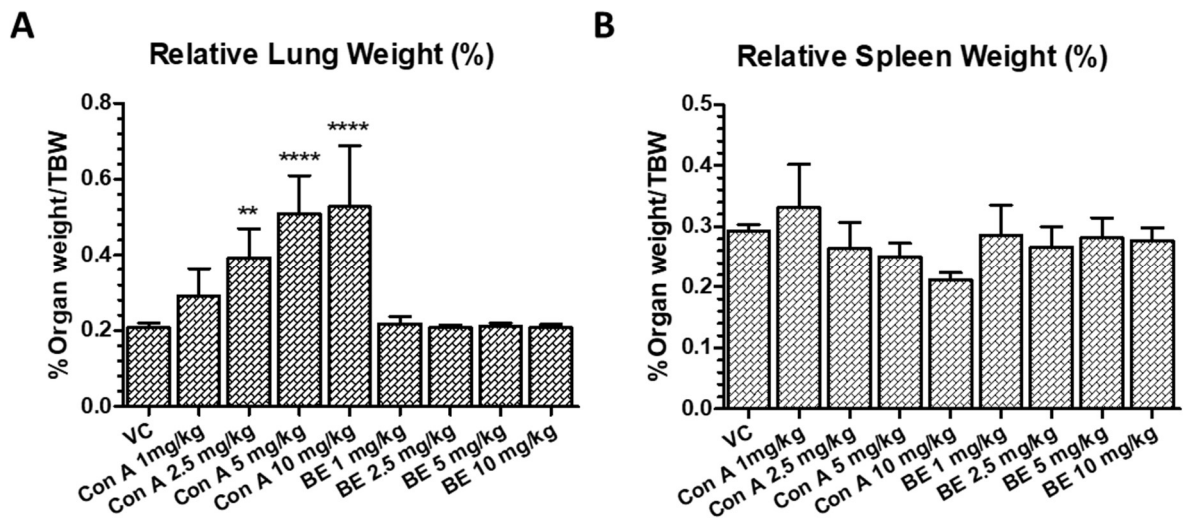 A
Relative Lung Weight (%)
% Organ weight/TBW
0.8
0.6
0.4
0.2
0.0
**
****
****
VC
Con A 1mg/kg
Con A 2.5 mg/kg
Con A 5 mg/kg
Con A 10 mg/kg
BE 1 mg/kg
BE 2.5 mg/kg
BE 5 mg/kg
BE 10 mg/kg
B
Relative Spleen Weight (%)
% Organ weight/TBW
0.5
0.4
0.3
0.2
0.1
0.0
VC
Con A 1mg/kg
Con A 2.5 mg/kg
Con A 5 mg/kg
Con A 10 mg/kg
BE 1 mg/kg
BE 2.5 mg/kg
BE 5 mg/kg
BE 10 mg/kg